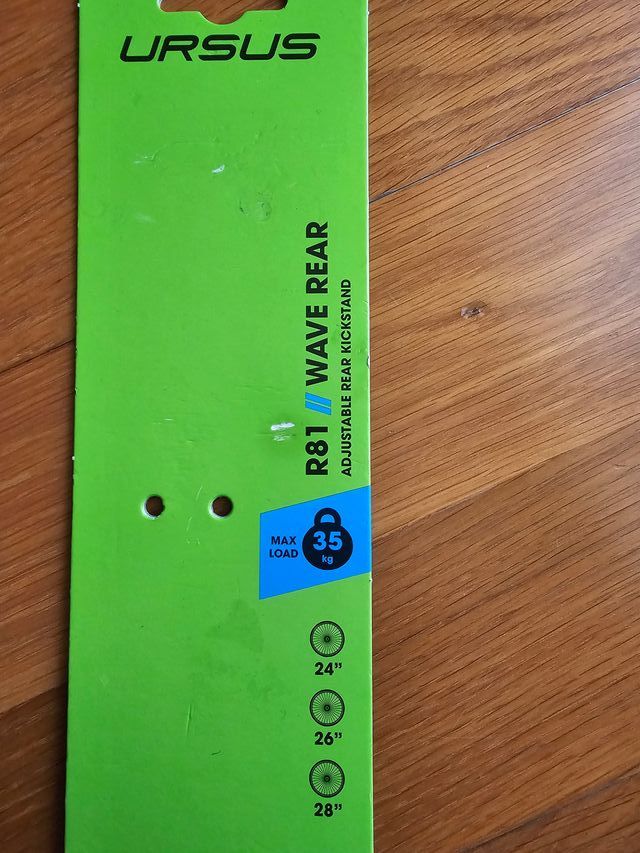 URSUS
R81 // WAVE REAR
ADJUSTABLE REAR KICKSTAND
MAX
LOAD
35
kg
24”
26”
28”